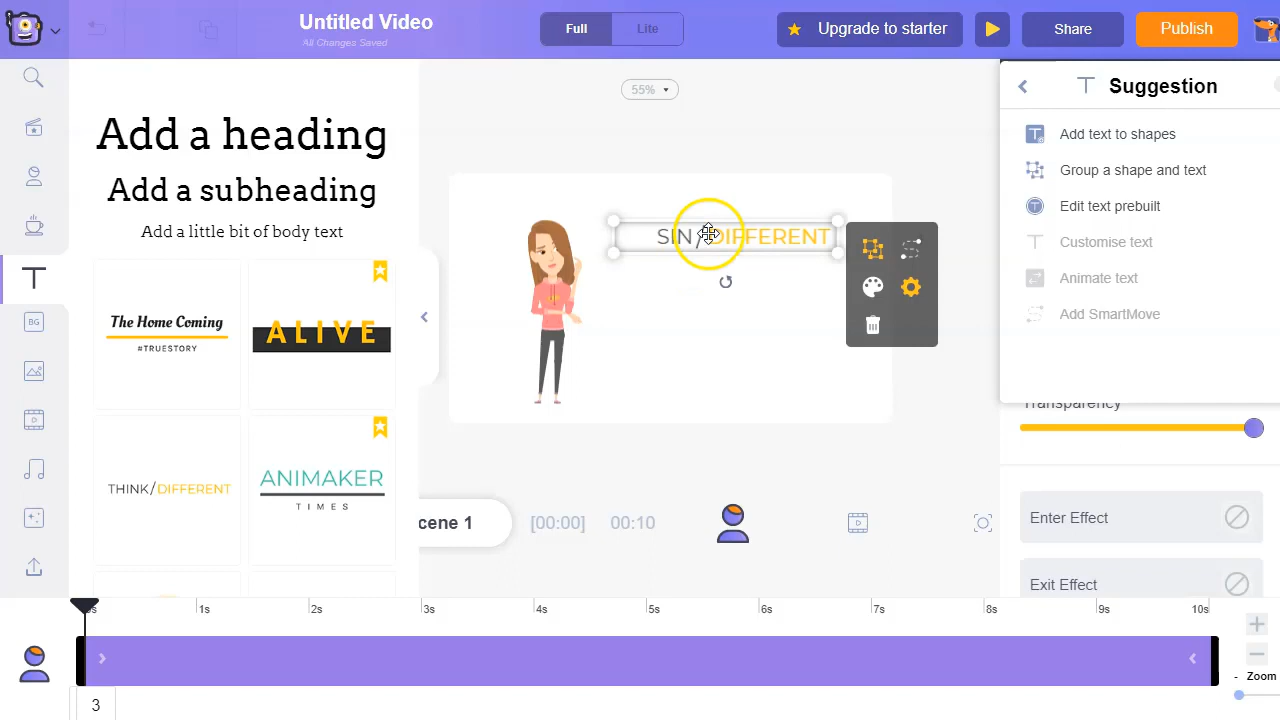 Untitled Video
All Changes Saved
Full
Lite
Upgrade to starter
Share
Publish
Add a heading
Add a subheading
Add a little bit of body text
The Home Coming
#TRUESTORY
ALIVE
THINK/DIFFERENT
ANIMAKER
TIMES
BG
55%
SIN/DIFFERENT
Suggestion
Add text to shapes
Group a shape and text
Edit text prebuilt
Customise text
Animate text
Add SmartMove
Transparency
Enter Effect
Exit Effect
cene 1
[00:00]
00:10
0s
1s
2s
3s
4s
5s
6s
7s
8s
9s
10s
- Zoom
3